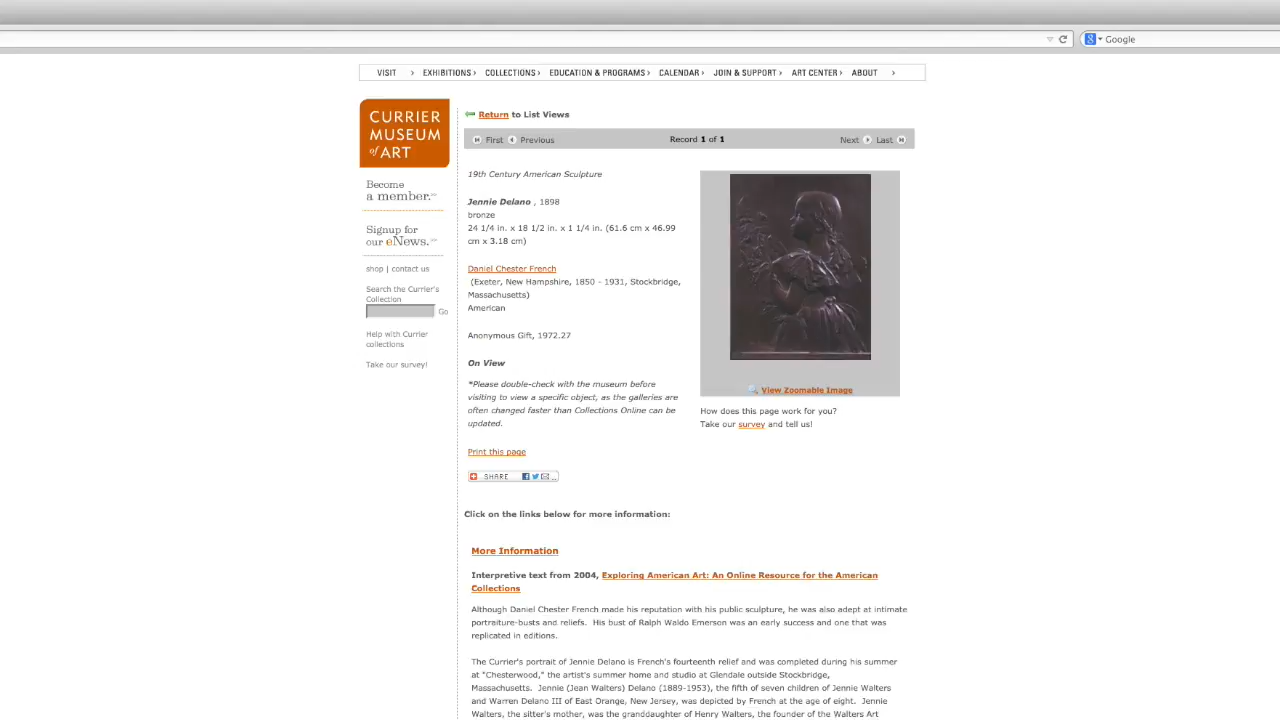 Google
VISIT › EXHIBITIONS › COLLECTIONS › EDUCATION & PROGRAMS › CALENDAR › JOIN & SUPPORT › ART CENTER › ABOUT ›
CURRIER
MUSEUM
of ART
Become
a member.
Signup for
our eNews.
shop | contact us
Search the Currier's
Collection
Go
Help with Currier
collections
Take our survey!
Return to List Views
First Previous Record 1 of 1 Next Last
19th Century American Sculpture
Jennie Delano , 1898
bronze
24 1/4 in. x 18 1/2 in. x 1 1/4 in. (61.6 cm x 46.99
cm x 3.18 cm)
Daniel Chester French
(Exeter, New Hampshire, 1850 - 1931, Stockbridge,
Massachusetts)
American
Anonymous Gift, 1972.27
On View
*Please double-check with the museum before
visiting to view a specific object, as the galleries are
often changed faster than Collections Online can be
updated.
Print this page
SHARE
View Zoomable Image
How does this page work for you?
Take our survey and tell us!
Click on the links below for more information:
More Information
Interpretive text from 2004, Exploring American Art: An Online Resource for the American
Collections
Although Daniel Chester French made his reputation with his public sculpture, he was also adept at intimate
portraiture-busts and reliefs. His bust of Ralph Waldo Emerson was an early success and one that was
replicated in editions.
The Currier's portrait of Jennie Delano is French's fourteenth relief and was completed during his summer
at "Chesterwood," the artist's summer home and studio at Glendale outside Stockbridge,
Massachusetts. Jennie (Jean Walters) Delano (1889-1953), the fifth of seven children of Jennie Walters
and Warren Delano III of East Orange, New Jersey, was depicted by French at the age of eight. Jennie
Walters, the sitter's mother, was the granddaughter of Henry Walters, the founder of the Walters Art